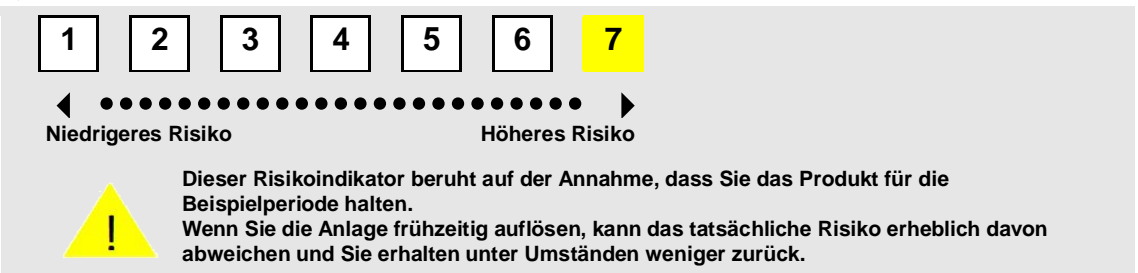 1 2 3 4 5 6 7
Niedrigeres Risiko Höheres Risiko
Dieser Risikoindikator beruht auf der Annahme, dass Sie das Produkt für die
Beispielperiode halten.
Wenn Sie die Anlage frühzeitig auflösen, kann das tatsächliche Risiko erheblich davon
abweichen und Sie erhalten unter Umständen weniger zurück.
!